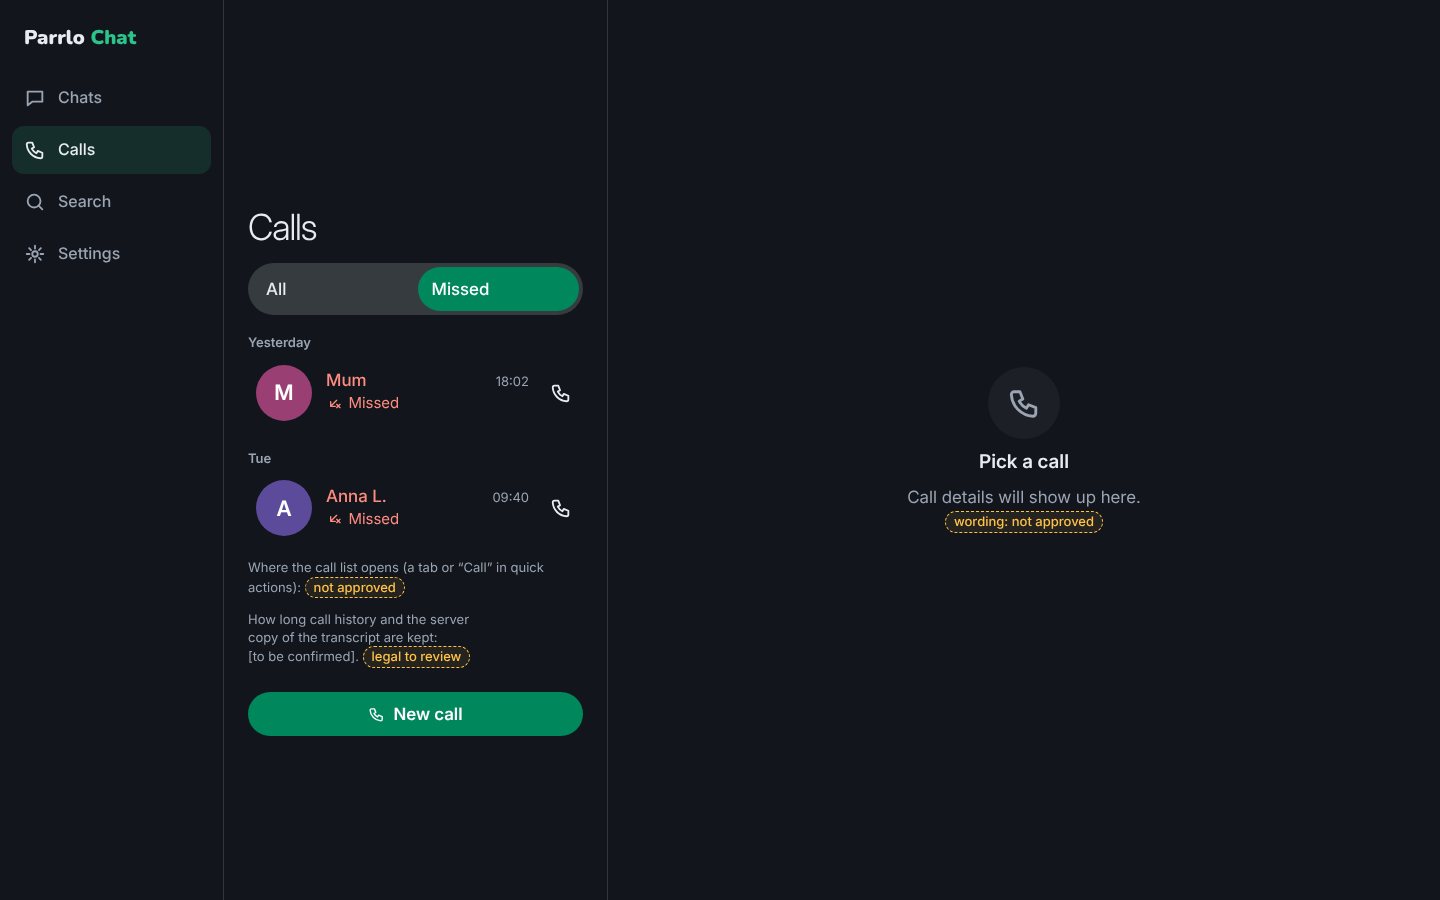 Parrlo Chat
Chats
Calls
Search
Settings
Calls
All
Missed
Yesterday
M
Mum
18:02
Missed
Tue
A
Anna L.
09:40
Missed
Where the call list opens (a tab or “Call” in quick
actions): not approved
How long call history and the server
copy of the transcript are kept:
[to be confirmed]. legal to review
New call
Pick a call
Call details will show up here.
wording: not approved